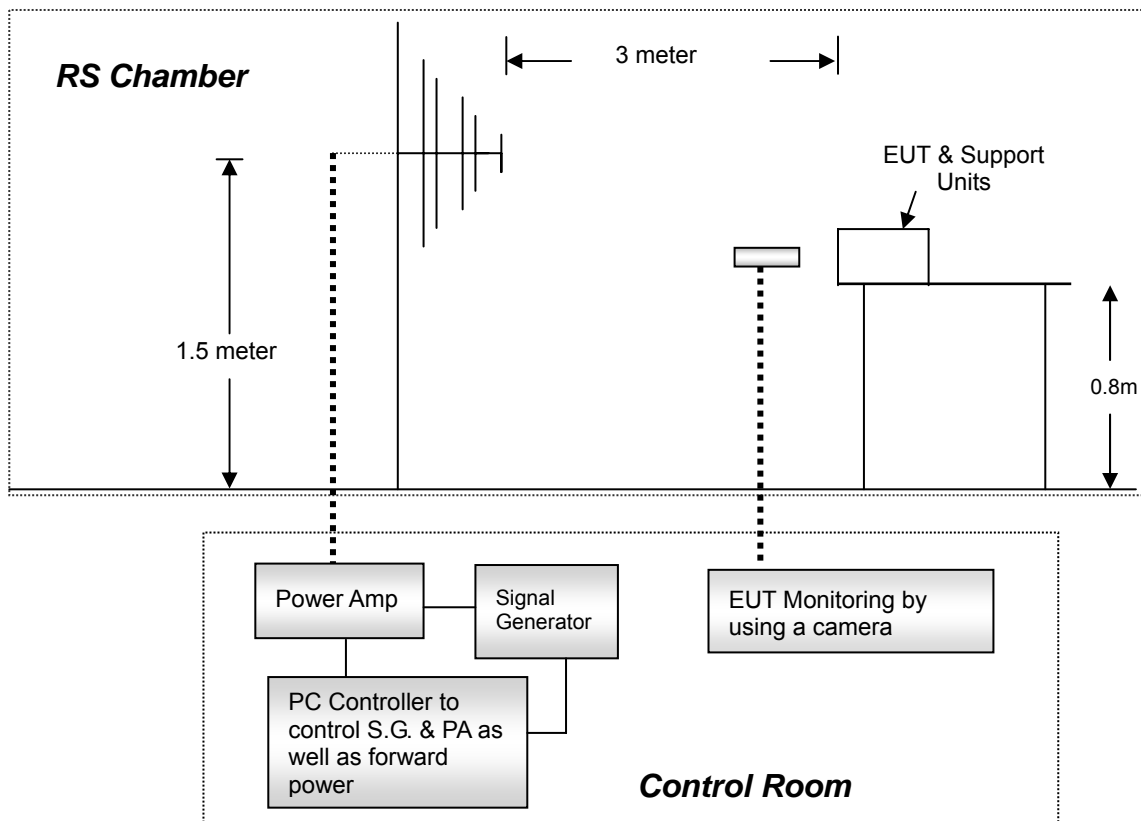 3 meter
RS Chamber
EUT & Support
Units
1.5 meter
0.8m
Power Amp
Signal
Generator
EUT Monitoring by
using a camera
PC Controller to
control S.G. & PA as
well as forward
power
Control Room